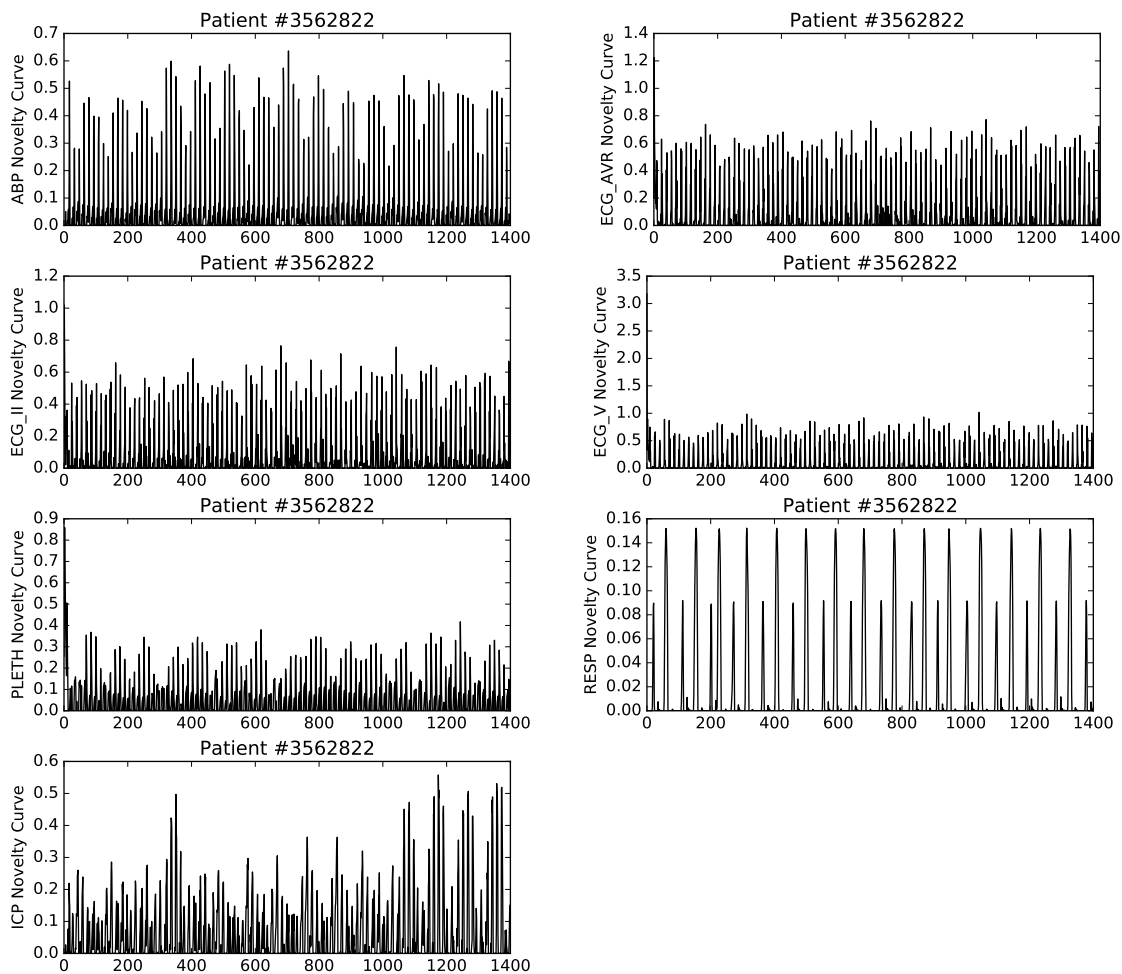 Patient #3562822
ABP Novelty Curve
0.7
0.6
0.5
0.4
0.3
0.2
0.1
0.0
0 200 400 600 800 1000 1200 1400
Patient #3562822
ECG_AVR Novelty Curve
1.4
1.2
1.0
0.8
0.6
0.4
0.2
0.0
0 200 400 600 800 1000 1200 1400
Patient #3562822
ECG_II Novelty Curve
1.2
1.0
0.8
0.6
0.4
0.2
0.0
0 200 400 600 800 1000 1200 1400
Patient #3562822
ECG_V Novelty Curve
3.5
3.0
2.5
2.0
1.5
1.0
0.5
0.0
0 200 400 600 800 1000 1200 1400
Patient #3562822
PLETH Novelty Curve
0.9
0.8
0.7
0.6
0.5
0.4
0.3
0.2
0.1
0.0
0 200 400 600 800 1000 1200 1400
Patient #3562822
RESP Novelty Curve
0.16
0.14
0.12
0.10
0.08
0.06
0.04
0.02
0.00
0 200 400 600 800 1000 1200 1400
Patient #3562822
ICP Novelty Curve
0.6
0.5
0.4
0.3
0.2
0.1
0.0
0 200 400 600 800 1000 1200 1400